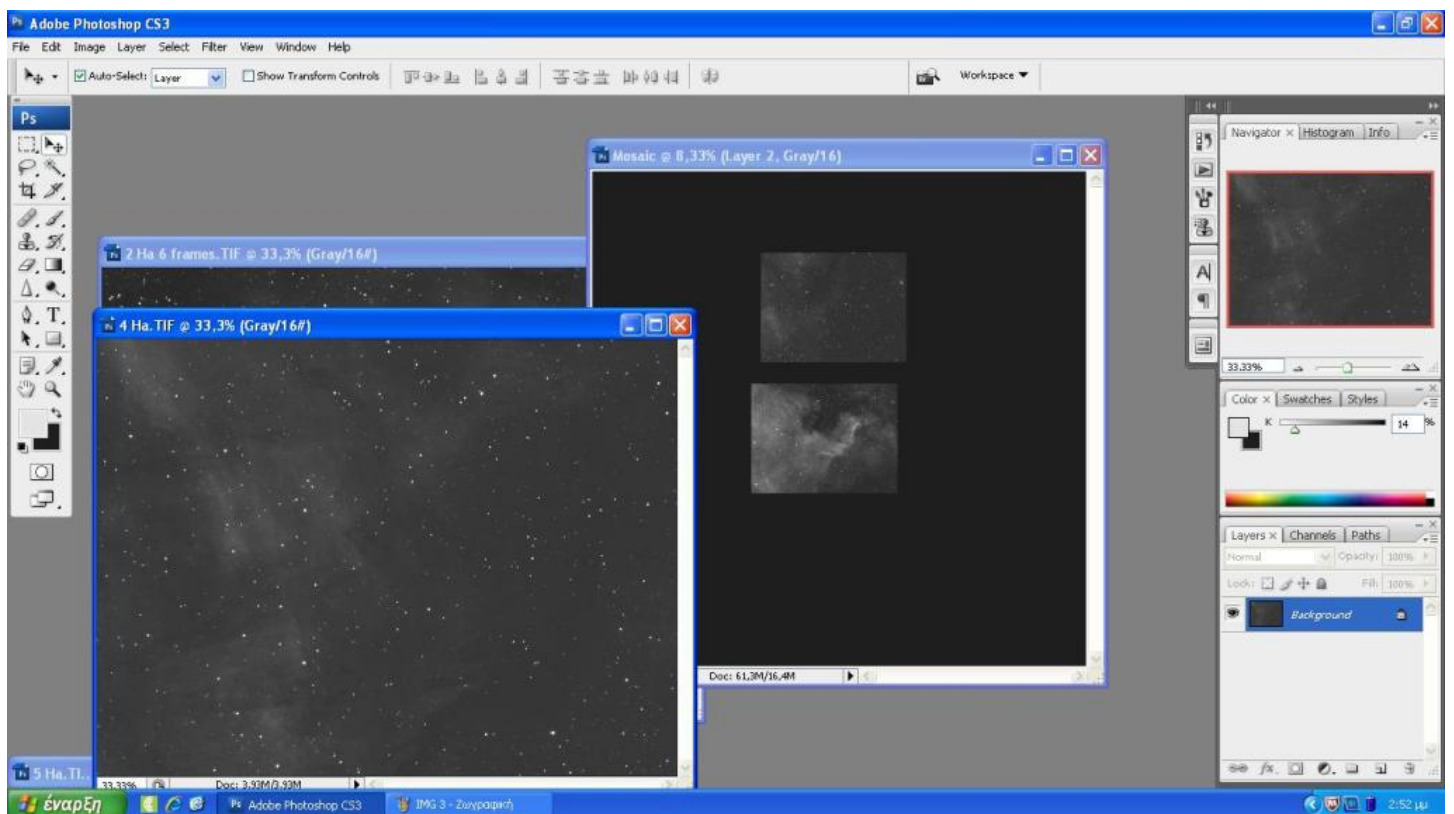 Adobe Photoshop CS3
File Edit Image Layer Select Filter View Window Help
Auto-Select: Layer Show Transform Controls Workspace
Ps
Navigator Histogram Info
Mosaic @ 8,33% (Layer 2, Gray/16)
2 Ha 6 frames.TIF @ 33,3% (Gray/16#)
4 Ha.TIF @ 33,3% (Gray/16#)
33.33%
Color Swatches Styles
K 14 %
Layers Channels Paths
Normal Opacity: 100%
Lock: Fill: 100%
Background
Doc: 61,3M/16,4M
5 Ha.TI...
33.33% Doc: 3,93M/3,93M
έναρξη Adobe Photoshop CS3 IMG 3 - Ζωγραφική 2:52 μμ